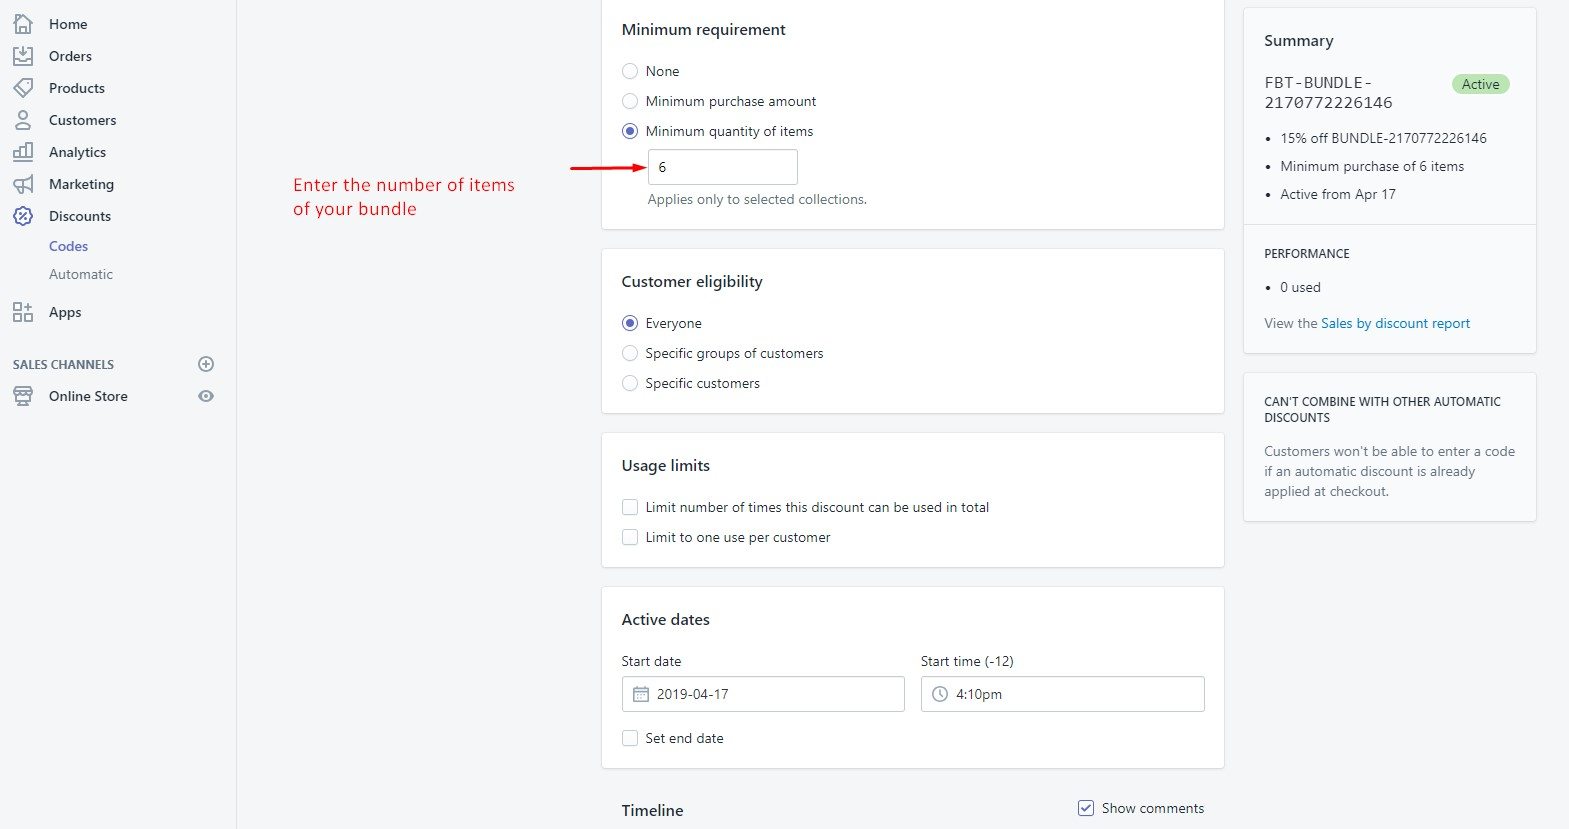 Home
Orders
Products
Customers
Analytics
Marketing
Discounts
Codes
Automatic
Apps
SALES CHANNELS
Online Store
Enter the number of items
of your bundle
Minimum requirement
None
Minimum purchase amount
Minimum quantity of items
6
Applies only to selected collections.
Customer eligibility
Everyone
Specific groups of customers
Specific customers
Usage limits
Limit number of times this discount can be used in total
Limit to one use per customer
Active dates
Start date
Start time (-12)
2019-04-17
4:10pm
Set end date
Timeline
Show comments
Summary
FBT-BUNDLE-
2170772226146
Active
• 15% off BUNDLE-2170772226146
• Minimum purchase of 6 items
• Active from Apr 17
PERFORMANCE
• 0 used
View the Sales by discount report
CAN'T COMBINE WITH OTHER AUTOMATIC
DISCOUNTS
Customers won't be able to enter a code
if an automatic discount is already
applied at checkout.